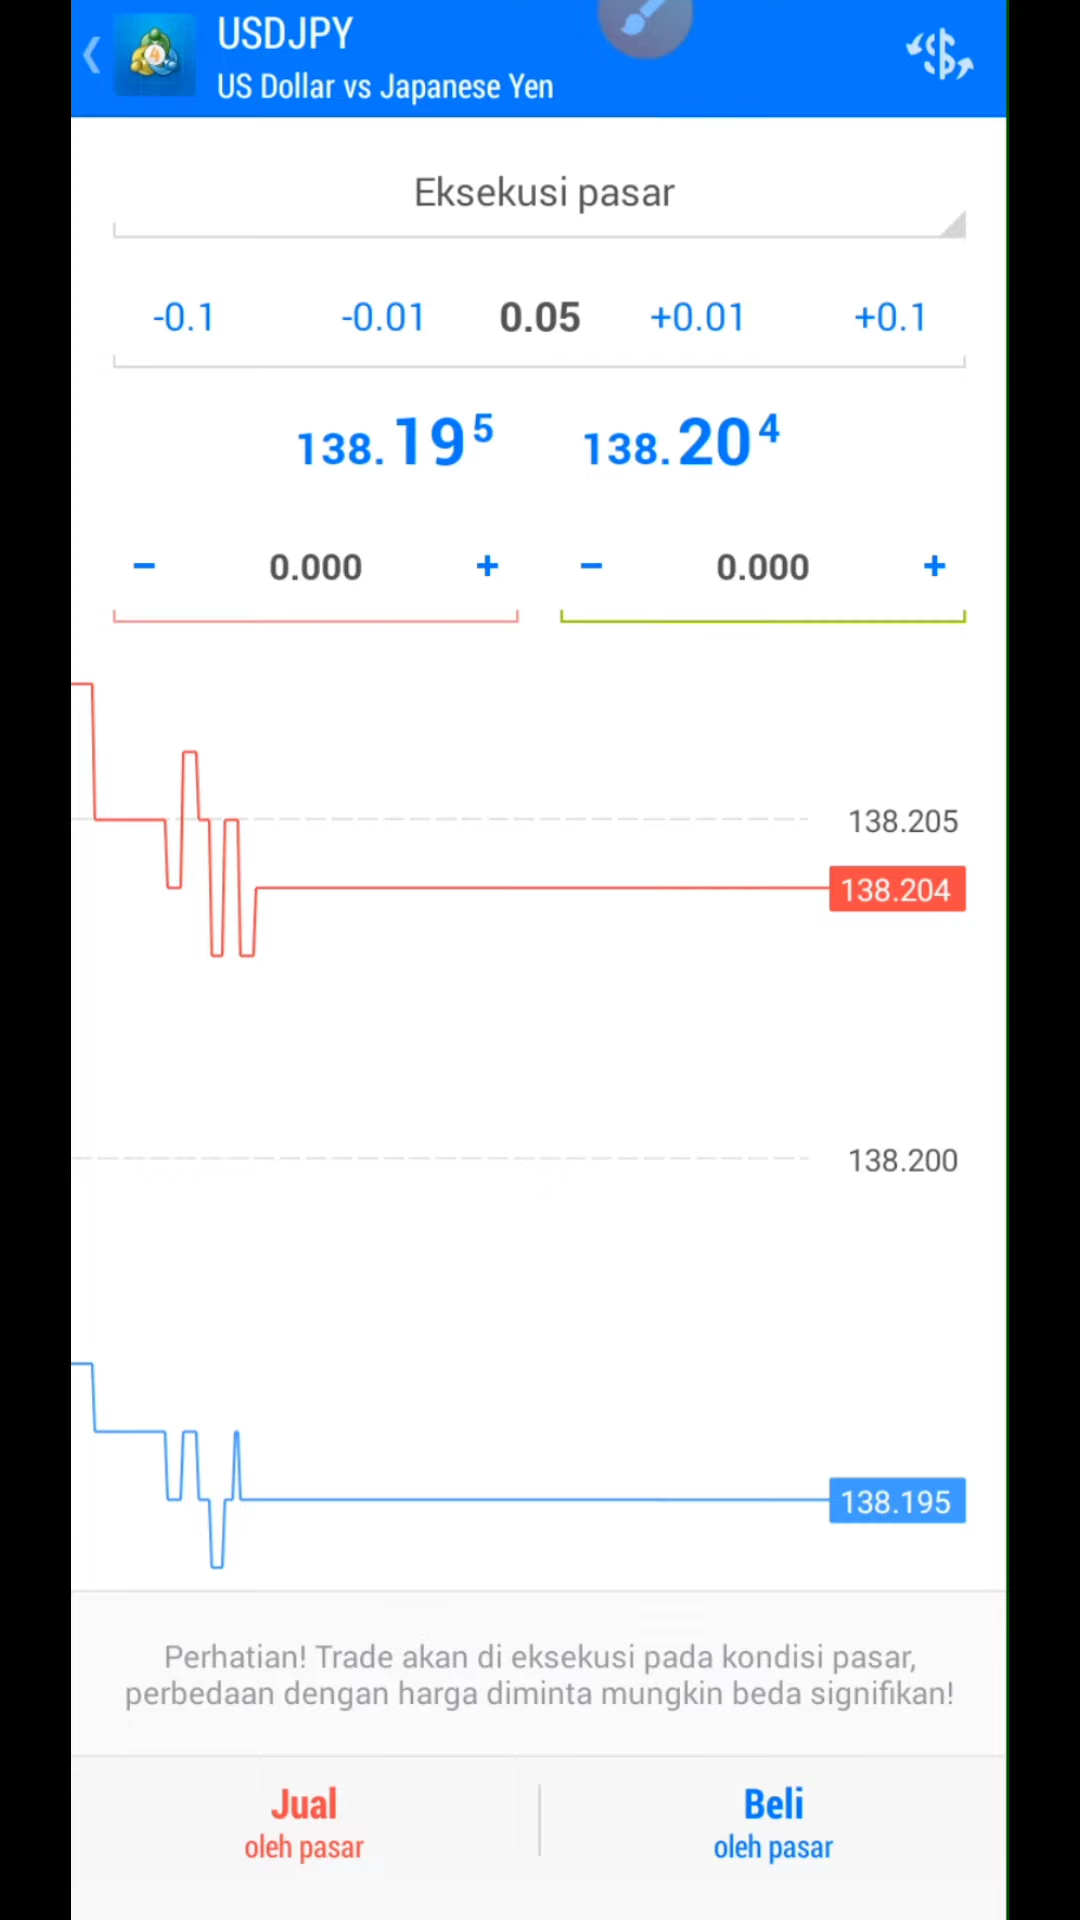 USDJPY
US Dollar vs Japanese Yen
Eksekusi pasar
-0.1 -0.01 0.05 +0.01 +0.1
138.195 138.204
− 0.000 + − 0.000 +
138.205
138.204
138.200
138.195
Perhatian! Trade akan di eksekusi pada kondisi pasar,
perbedaan dengan harga diminta mungkin beda signifikan!
Jual Beli
oleh pasar oleh pasar